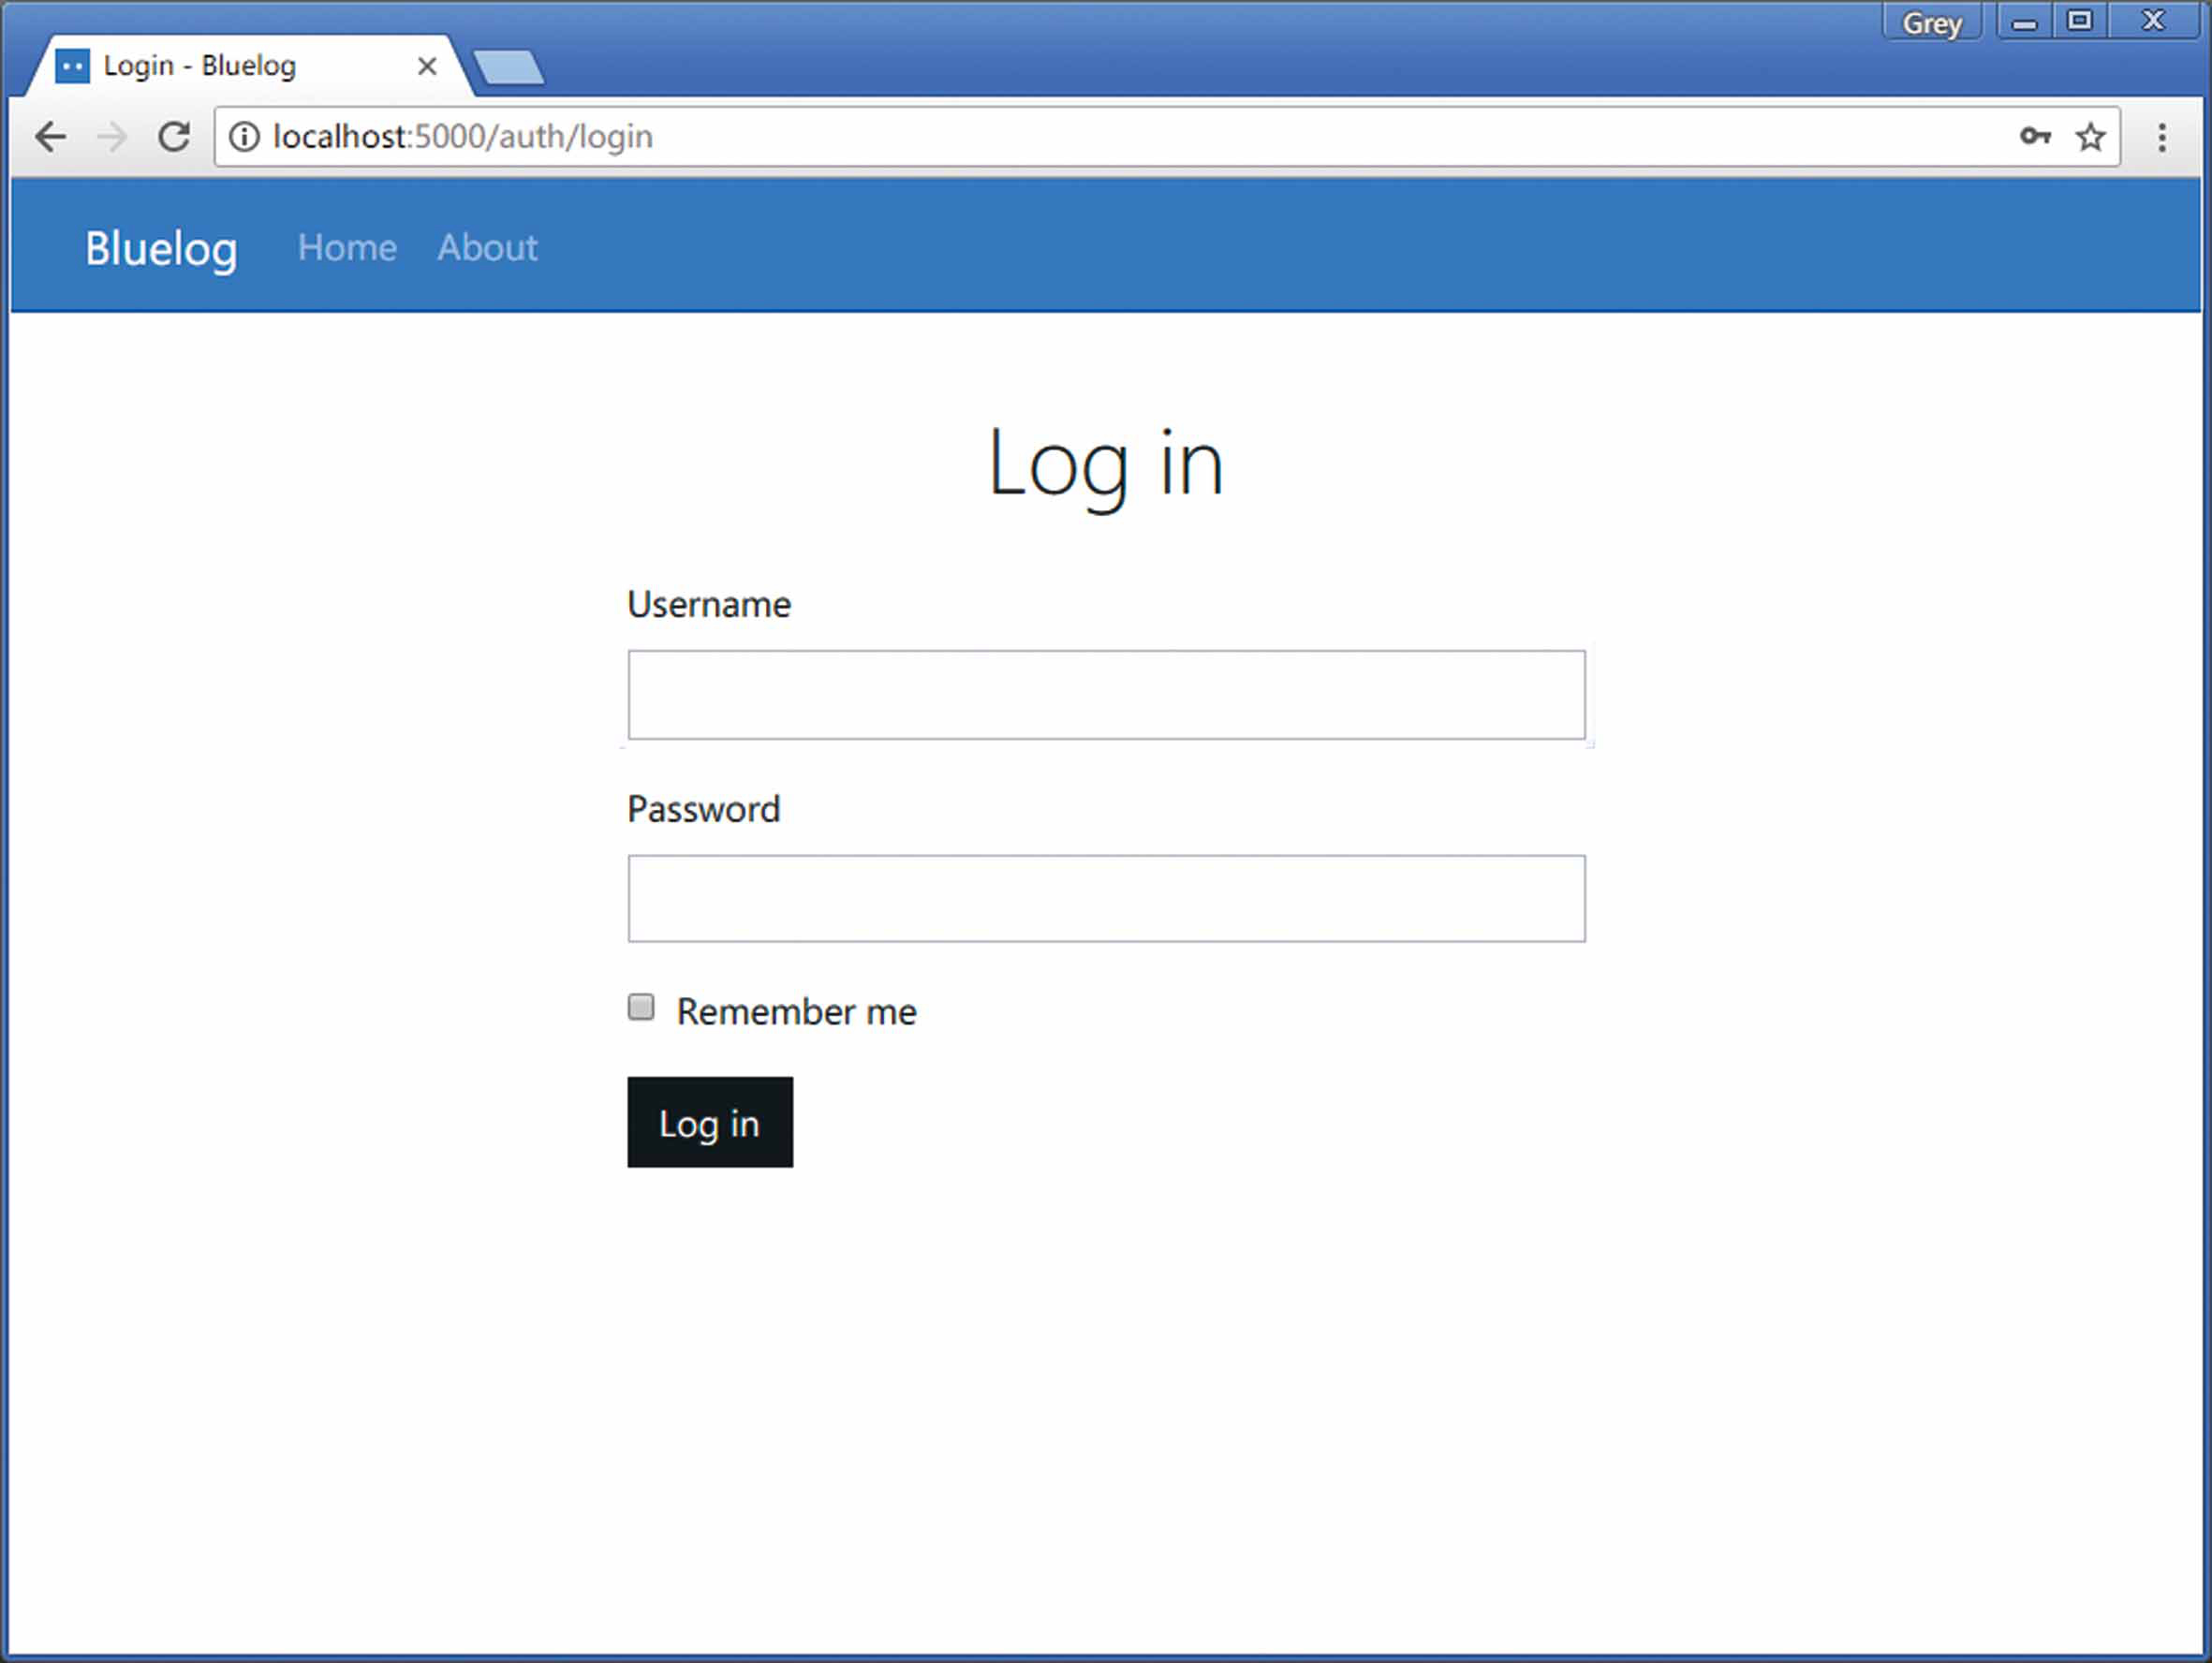 Grey
Login - Bluelog
localhost:5000/auth/login
Bluelog Home About
Log in
Username
Password
Remember me
Log in